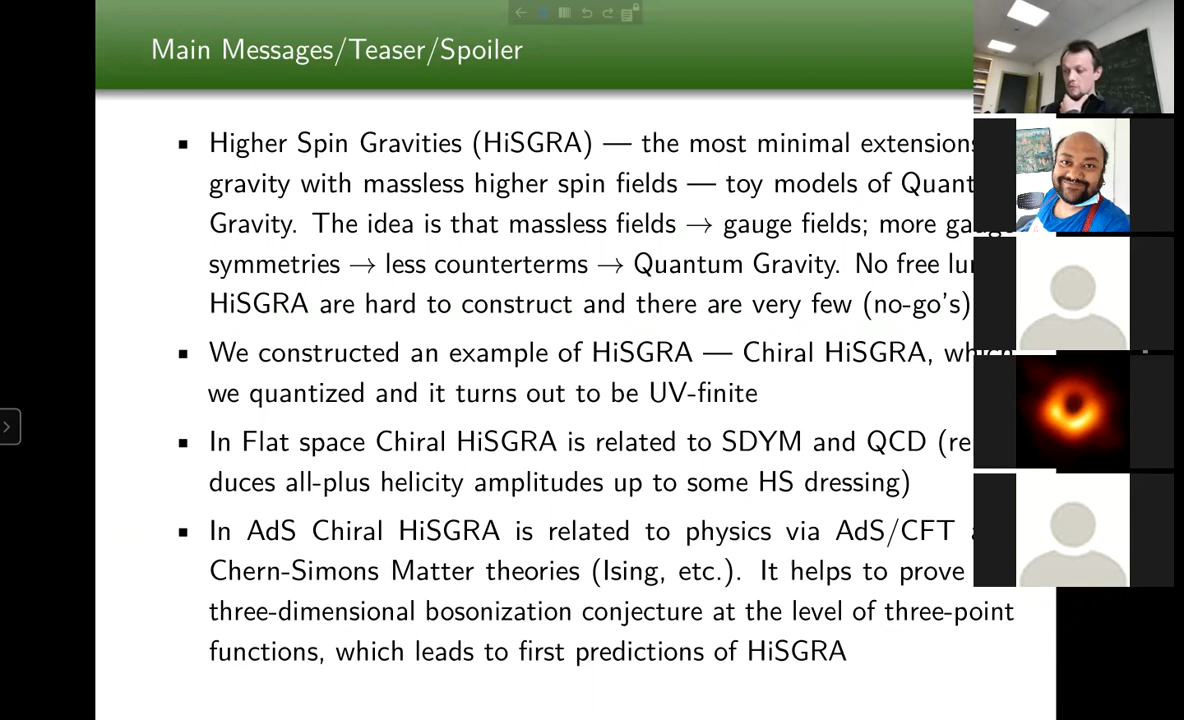 Main Messages/Teaser/Spoiler
▪ Higher Spin Gravities (HiSGRA) — the most minimal extensions
gravity with massless higher spin fields — toy models of Quant
Gravity. The idea is that massless fields → gauge fields; more gauge
symmetries → less counterterms → Quantum Gravity. No free lu
HiSGRA are hard to construct and there are very few (no-go's)
▪ We constructed an example of HiSGRA — Chiral HiSGRA, which
we quantized and it turns out to be UV-finite
▪ In Flat space Chiral HiSGRA is related to SDYM and QCD (re
duces all-plus helicity amplitudes up to some HS dressing)
▪ In AdS Chiral HiSGRA is related to physics via AdS/CFT
Chern-Simons Matter theories (Ising, etc.). It helps to prove
three-dimensional bosonization conjecture at the level of three-point
functions, which leads to first predictions of HiSGRA